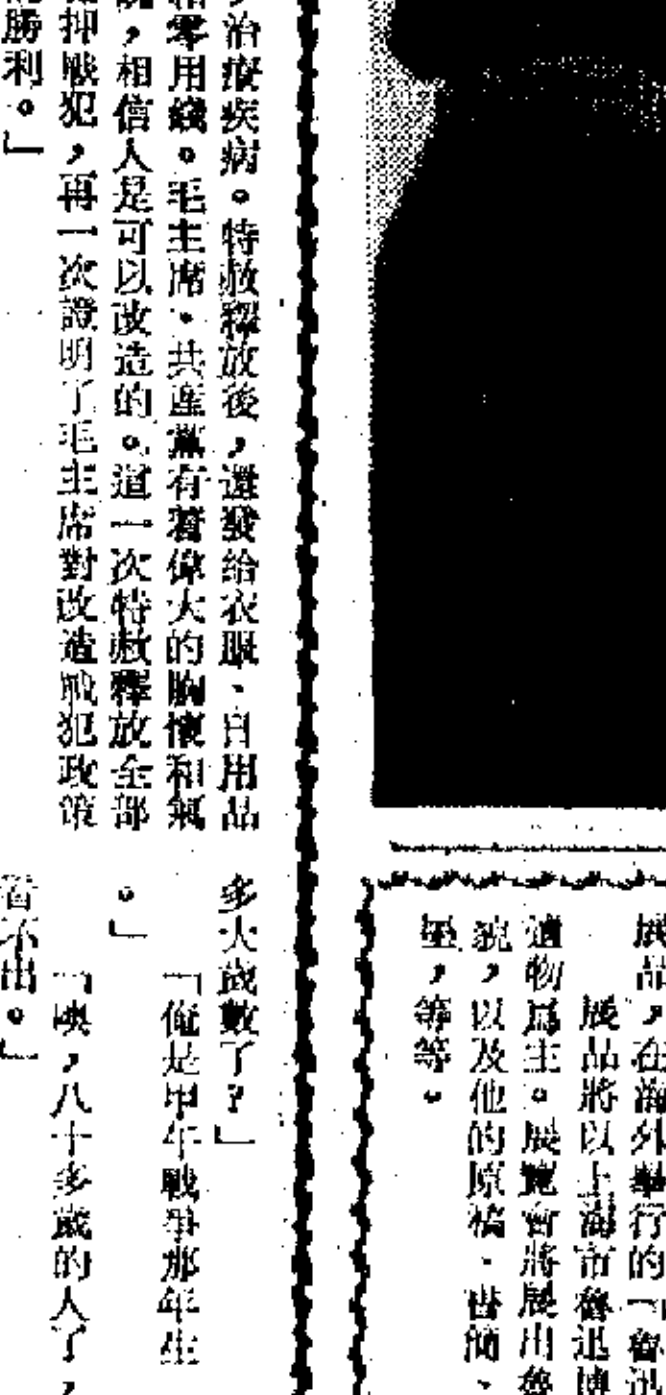 ，治療疾病。特赦釋放後，還發給衣服、日用品
零用錢。毛主席、共產黨有着偉大的胸懷和氣
，相信人是可以改造的。這一次特赦釋放全部
押戰犯，再一次證明了毛主席對改造戰犯政策
勝利。」
多大歲數了？」
「俺是甲午戰爭那年生
。」
「噢，八十多歲的人了，
看不出。」
展品，在海外舉行的「魯迅
展品將以上海市魯迅博
遺物爲主。展覽會將展出魯
貌，以及他的原稿、書簡、
墨，等等。